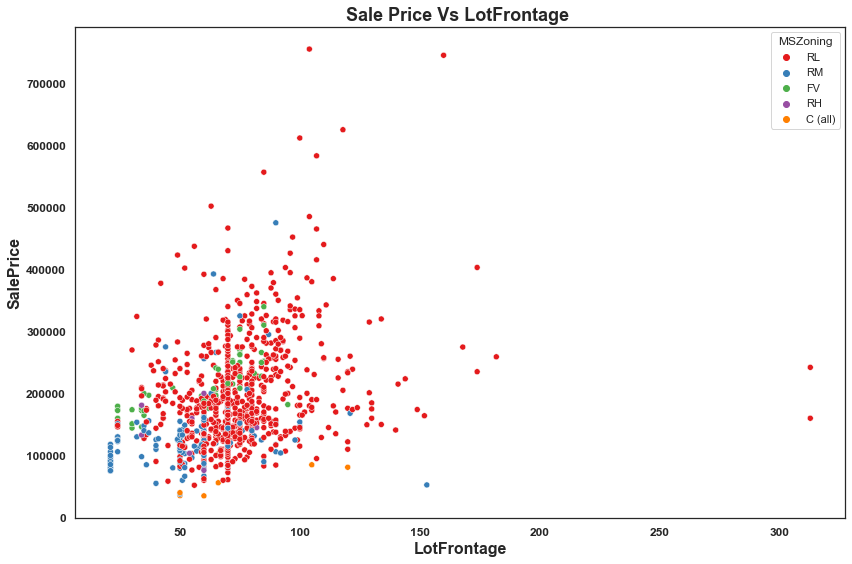 Sale Price Vs LotFrontage
MSZoning
RL
RM
FV
RH
C (all)
SalePrice
700000
600000
500000
400000
300000
200000
100000
0
50
100
150
200
250
300
LotFrontage